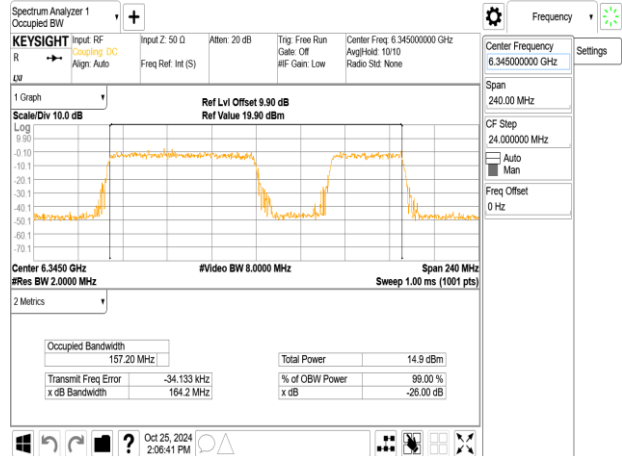 Spectrum Analyzer 1
Occupied BW
+
Frequency
KEYSIGHT
Input: RF
Coupling: DC
Align: Auto
Input Z: 50 Ω
Freq Ref: Int (S)
Atten: 20 dB
Trig: Free Run
Gate: Off
#IF Gain: Low
Center Freq: 6.345000000 GHz
Avg|Hold: 10/10
Radio Std: None
R
LXI
Center Frequency
6.345000000 GHz
Settings
Span
240.00 MHz
CF Step
24.000000 MHz
Auto
Man
Freq Offset
0 Hz
1 Graph
Scale/Div 10.0 dB
Ref Lvl Offset 9.90 dB
Ref Value 19.90 dBm
Log
9.90
-0.10
-10.1
-20.1
-30.1
-40.1
-50.1
-60.1
-70.1
Center 6.3450 GHz
#Video BW 8.0000 MHz
Span 240 MHz
#Res BW 2.0000 MHz
Sweep 1.00 ms (1001 pts)
2 Metrics
Occupied Bandwidth
157.20 MHz
Total Power 14.9 dBm
Transmit Freq Error -34.133 kHz
% of OBW Power 99.00 %
x dB Bandwidth 164.2 MHz
x dB -26.00 dB
?
Oct 25, 2024
2:06:41 PM